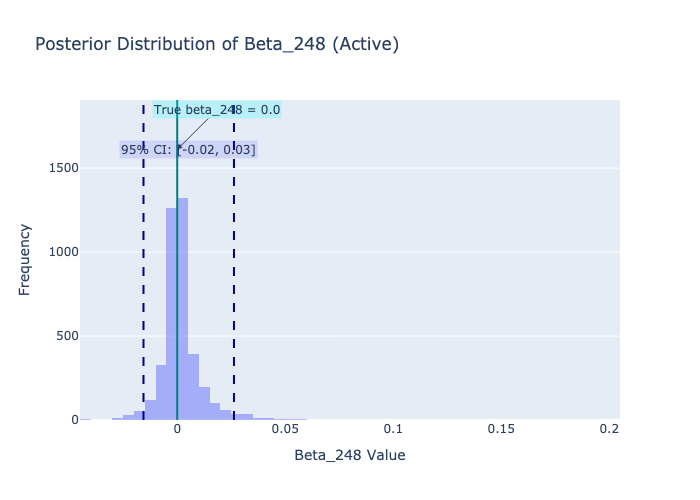 Posterior Distribution of Beta_248 (Active)
True beta_248 = 0.0
95% CI: [-0.02, 0.03]
1500
1000
500
0
Frequency
0
0.05
0.1
0.15
0.2
Beta_248 Value